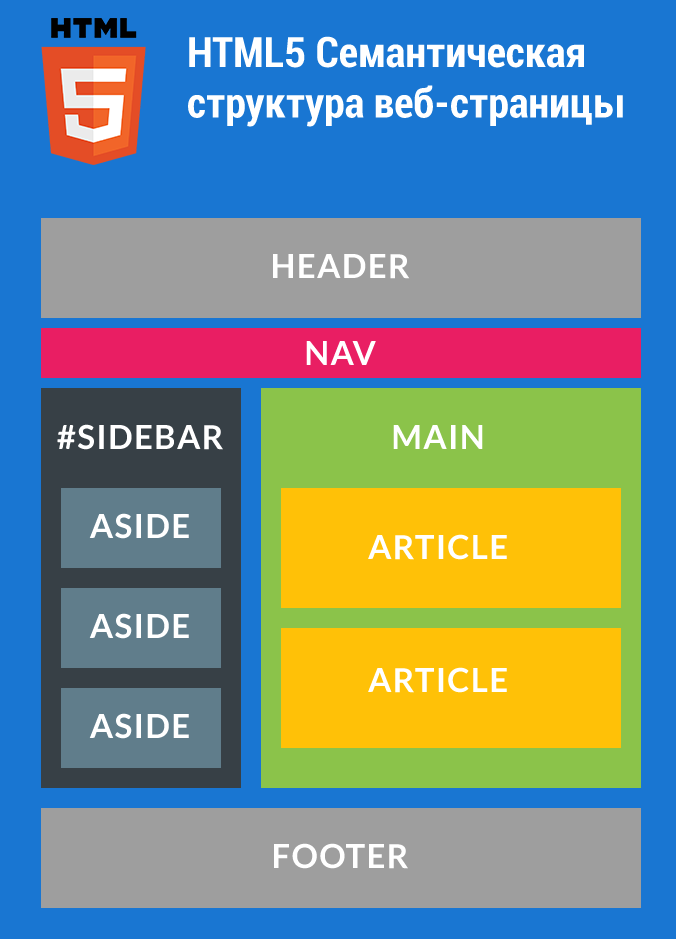 HTML
5
HTML5 Семантическая
структура веб-страницы
HEADER
NAV
#SIDEBAR
ASIDE
ASIDE
ASIDE
MAIN
ARTICLE
ARTICLE
FOOTER